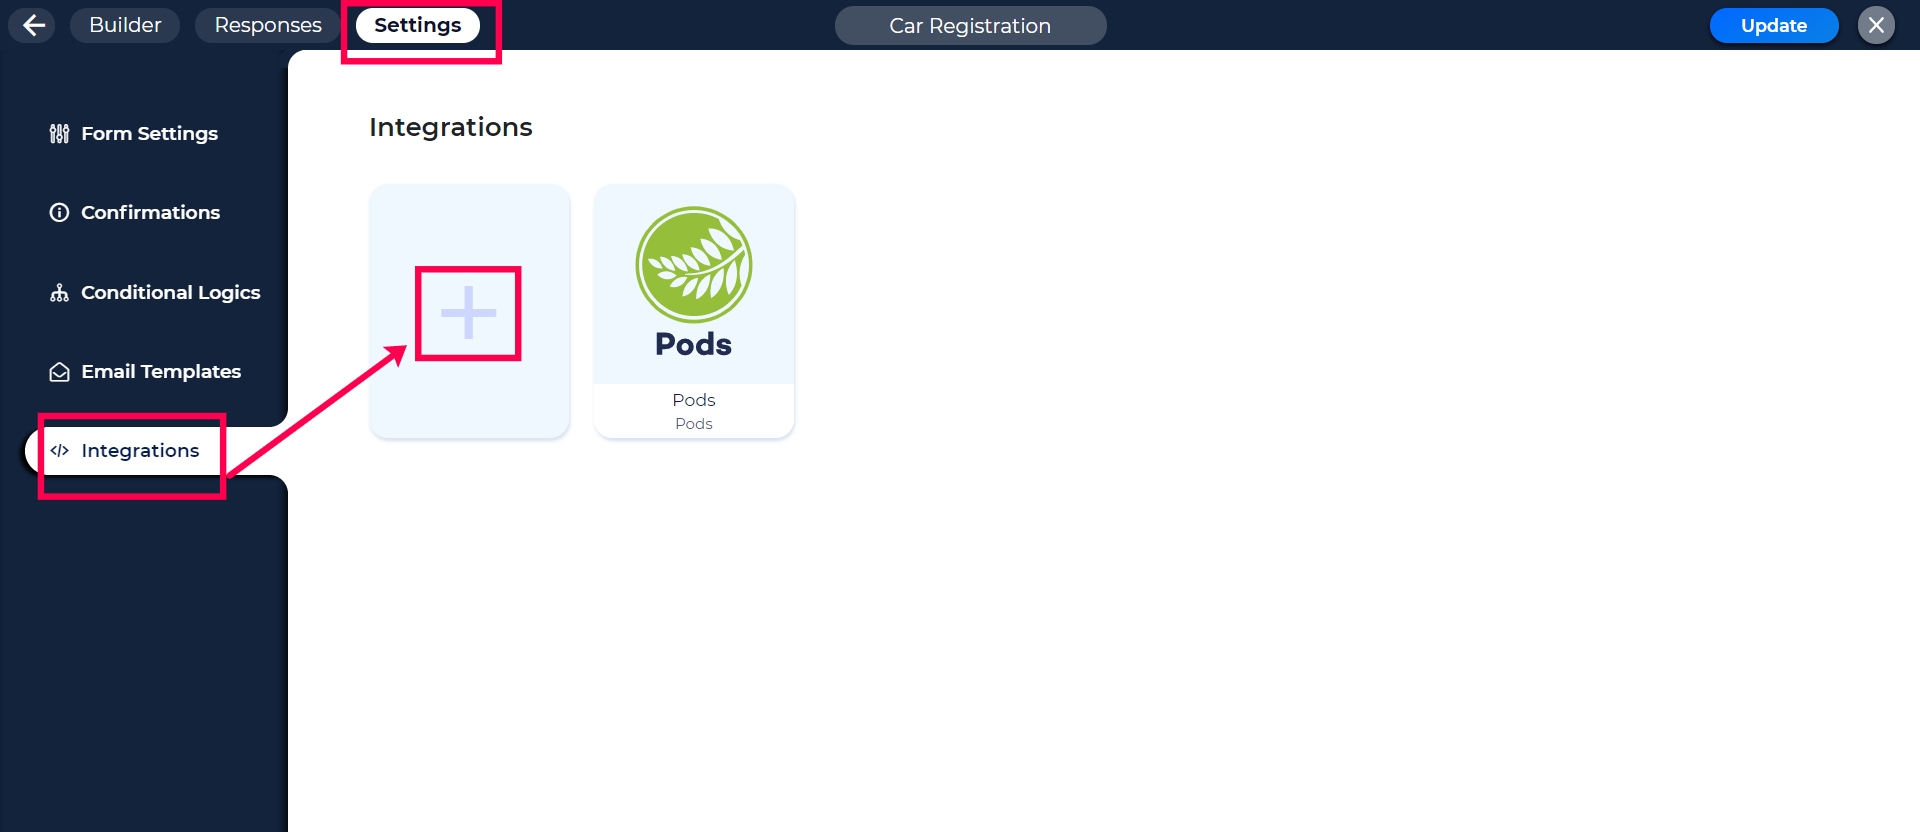 Builder
Responses
Settings
Car Registration
Update
Form Settings
Confirmations
Conditional Logics
Email Templates
Integrations
Integrations
Pods
Pods
Pods